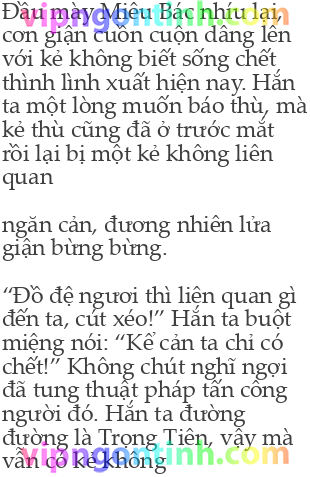 Đầu mày Miêu Bác nhíu lại,
cơn giận cuồn cuộn dâng lên
với kẻ không biết sống chết
thình lình xuất hiện nay. Hắn
ta một lòng muốn báo thù, mà
kẻ thù cũng đã ở trước mắt
rồi lại bị một kẻ không liên
quan
ngăn cản, đương nhiên lửa
giận bừng bừng.
“Đồ đệ ngươi thì liên quan gì
đến ta, cút xéo!” Hắn ta buột
miệng nói: “Kẻ cản ta chỉ có
chết!” Không chút nghĩ ngợi
đã tung thuật pháp tấn công
người đó. Hắn ta đường
đường là Trọng Tiên, vậy mà
vẫn có kẻ không
vipngontinh.com
vipngontinh.com